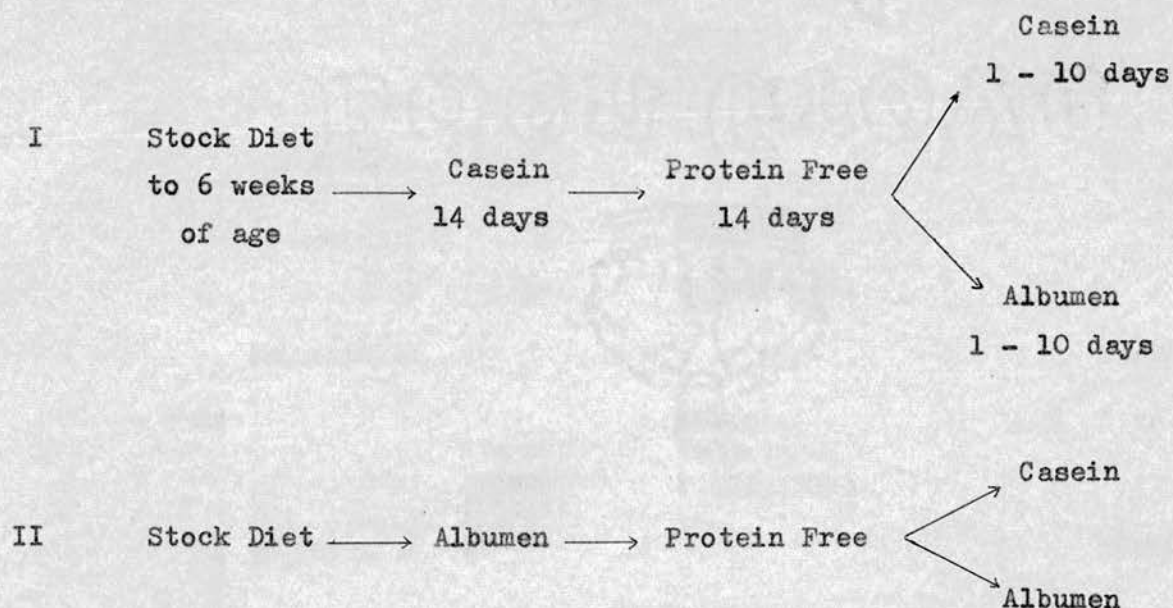 Casein
1 - 10 days
I
Stock Diet
to 6 weeks
of age
Casein
14 days
Protein Free
14 days
Albumen
1 - 10 days
II
Stock Diet
Albumen
Protein Free
Casein
Albumen